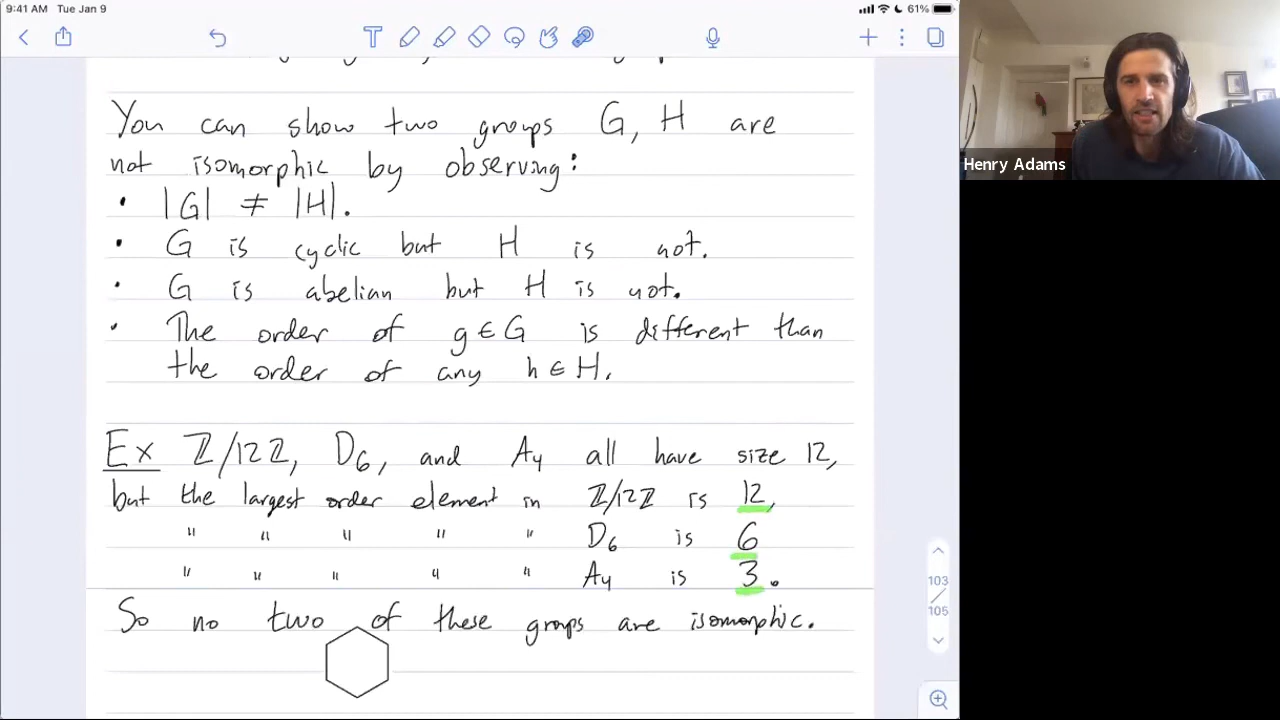 9:41 AM Tue Jan 9
61%
You can show two groups G, H are
not isomorphic by observing:
• |G| ≠ |H|.
• G is cyclic but H is not.
• G is abelian but H is not.
• The order of g ∈ G is different than
the order of any h ∈ H.
Ex ℤ/12ℤ, D₆, and A₄ all have size 12,
but the largest order element in ℤ/12ℤ is 12,
" " " " " D₆ is 6
" " " " " A₄ is 3.
So no two of these groups are isomorphic.
103
/
105
Henry Adams